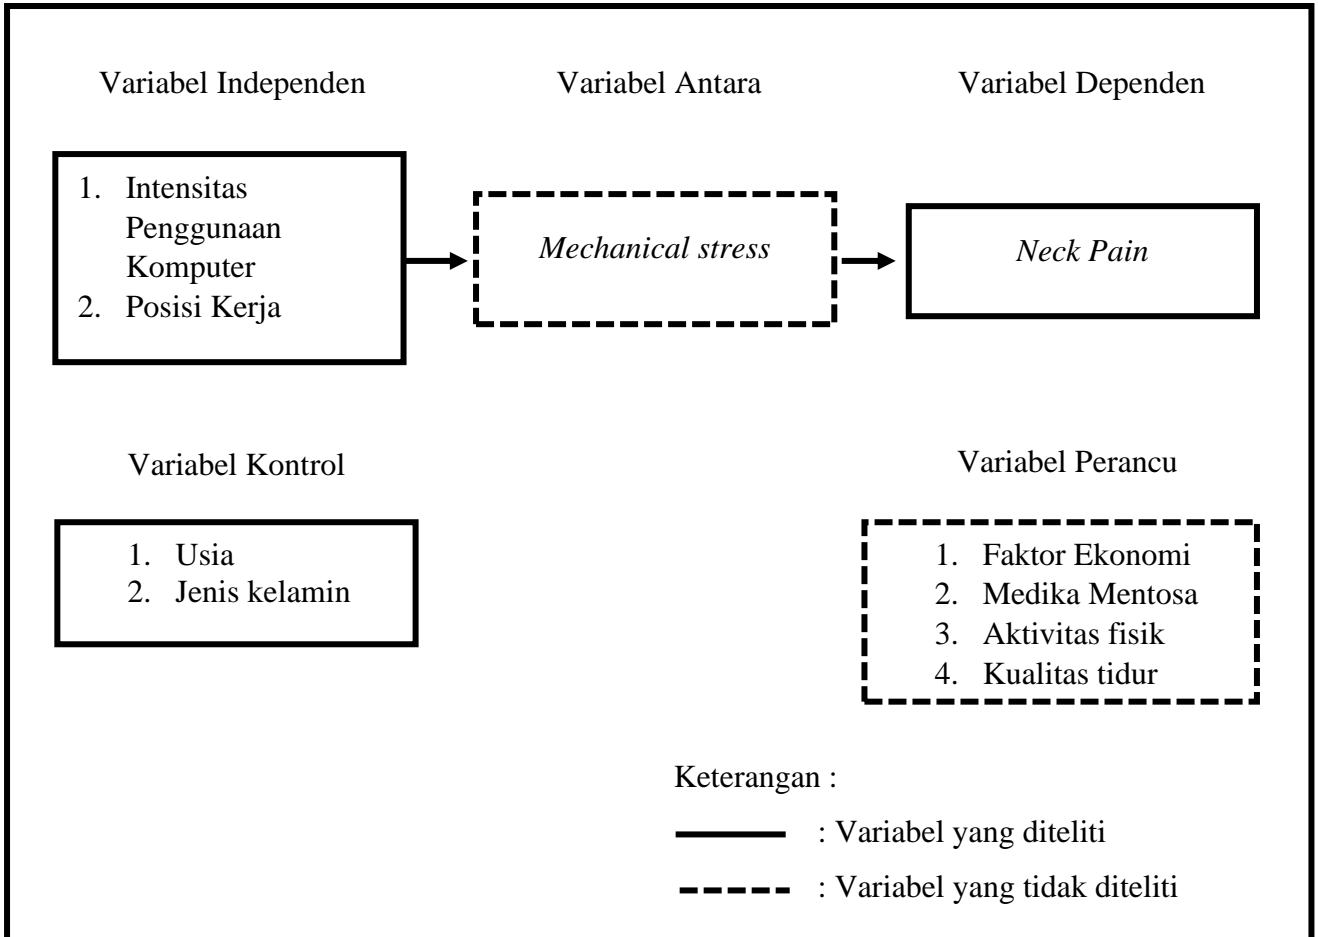 Variabel Independen
Variabel Antara
Variabel Dependen
1. Intensitas
Penggunaan
Komputer
2. Posisi Kerja
Mechanical stress
Neck Pain
Variabel Kontrol
Variabel Perancu
1. Usia
2. Jenis kelamin
1. Faktor Ekonomi
2. Medika Mentosa
3. Aktivitas fisik
4. Kualitas tidur
Keterangan :
: Variabel yang diteliti
: Variabel yang tidak diteliti